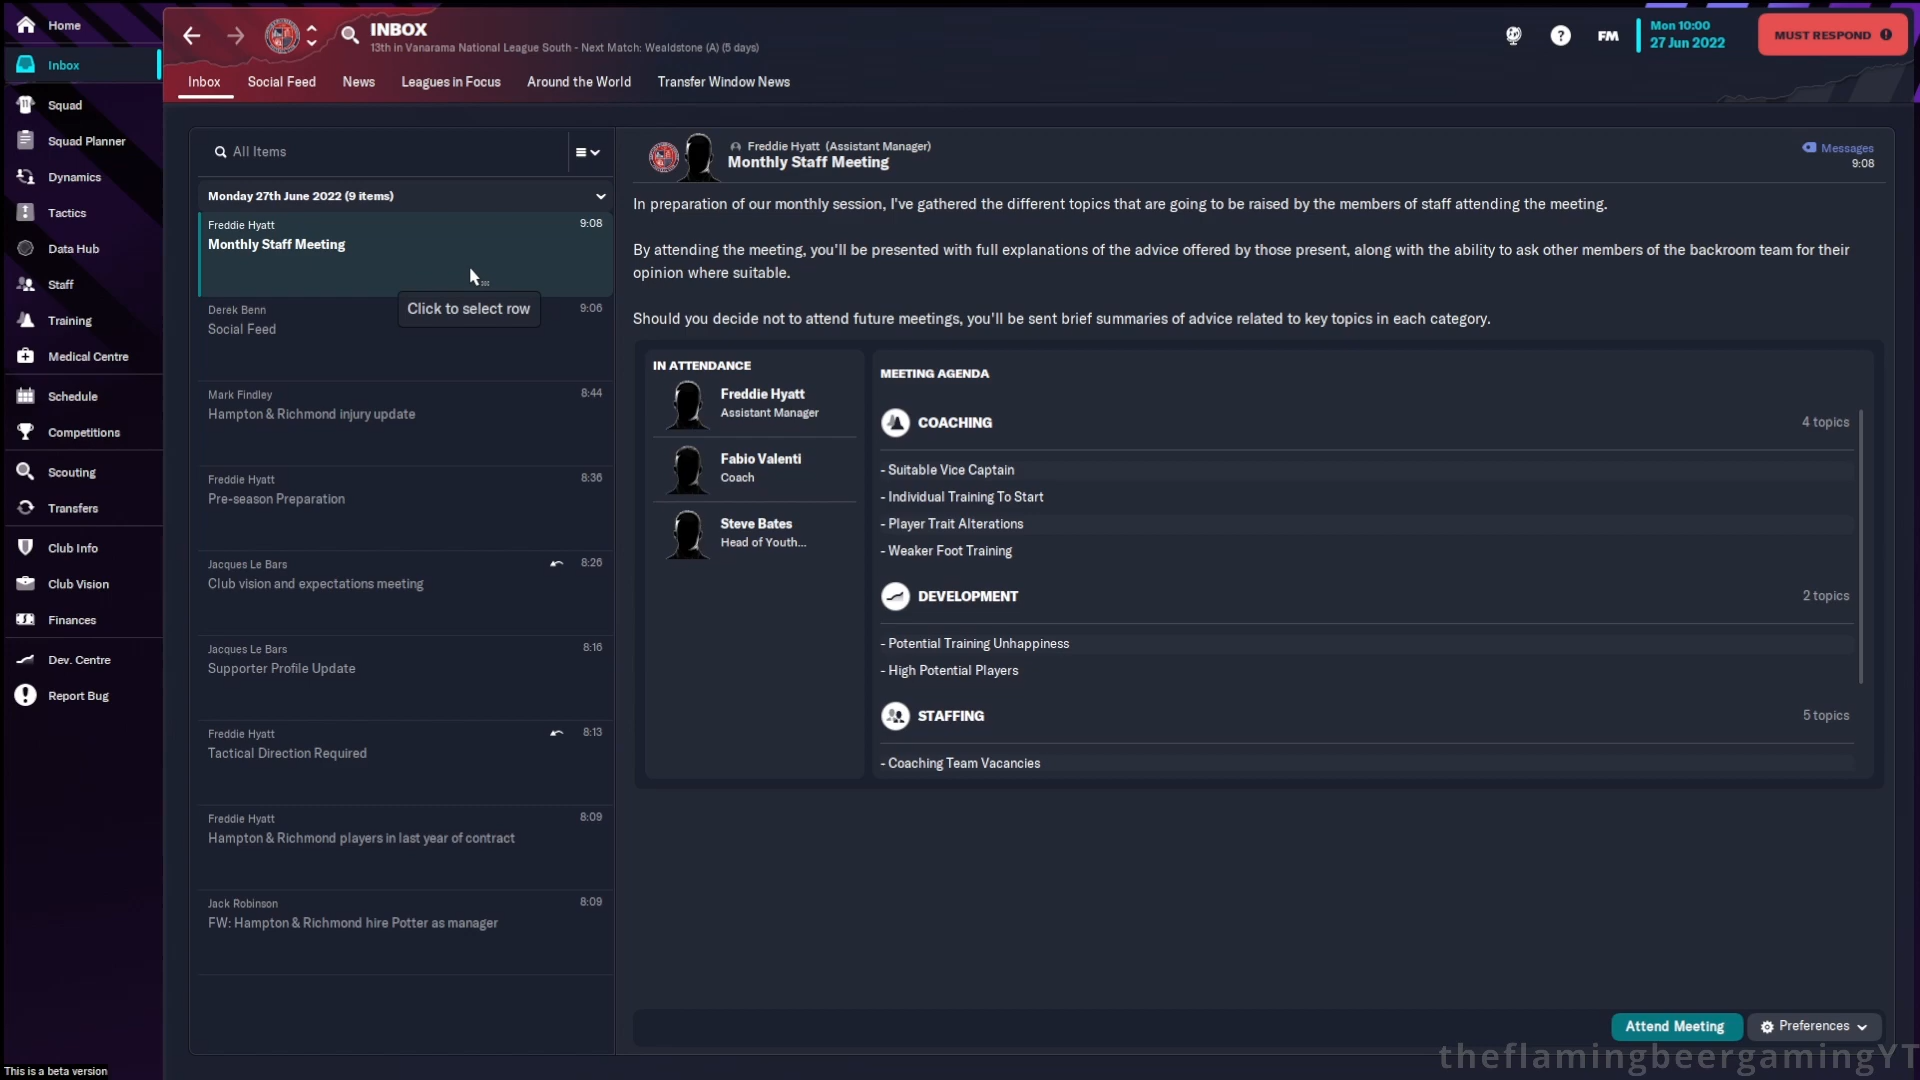 Home
Inbox
Squad
Squad Planner
Dynamics
Tactics
Data Hub
Staff
Training
Medical Centre
Schedule
Competitions
Scouting
Transfers
Club Info
Club Vision
Finances
Dev. Centre
Report Bug
This is a beta version
INBOX
13th in Vanarama National League South - Next Match: Wealdstone (A) (5 days)
FM
Mon 10:00
27 Jun 2022
MUST RESPOND
Inbox Social Feed News Leagues in Focus Around the World Transfer Window News
All Items
Monday 27th June 2022 (9 items)
Freddie Hyatt 9:08
Monthly Staff Meeting
Click to select row
Derek Benn 9:06
Social Feed
Mark Findley 8:44
Hampton & Richmond injury update
Freddie Hyatt 8:36
Pre-season Preparation
Jacques Le Bars 8:26
Club vision and expectations meeting
Jacques Le Bars 8:16
Supporter Profile Update
Freddie Hyatt 8:13
Tactical Direction Required
Freddie Hyatt 8:09
Hampton & Richmond players in last year of contract
Jack Robinson 8:09
FW: Hampton & Richmond hire Potter as manager
Freddie Hyatt (Assistant Manager)
Monthly Staff Meeting
Messages
9:08
In preparation of our monthly session, I've gathered the different topics that are going to be raised by the members of staff attending the meeting.
By attending the meeting, you'll be presented with full explanations of the advice offered by those present, along with the ability to ask other members of the backroom team for their
opinion where suitable.
Should you decide not to attend future meetings, you'll be sent brief summaries of advice related to key topics in each category.
IN ATTENDANCE
Freddie Hyatt
Assistant Manager
Fabio Valenti
Coach
Steve Bates
Head of Youth...
MEETING AGENDA
COACHING 4 topics
- Suitable Vice Captain
- Individual Training To Start
- Player Trait Alterations
- Weaker Foot Training
DEVELOPMENT 2 topics
- Potential Training Unhappiness
- High Potential Players
STAFFING 5 topics
- Coaching Team Vacancies
Attend Meeting
Preferences
theflamingbeergamingYT